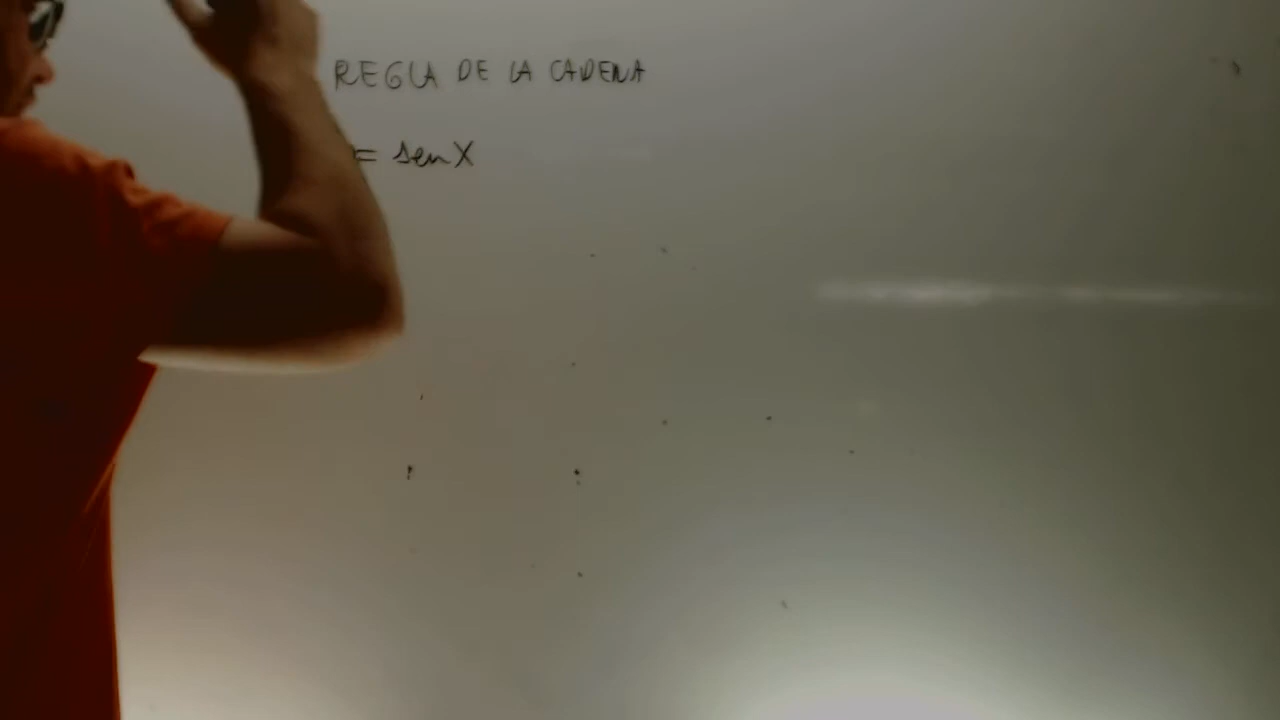 REGLA DE LA CADENA
= sen X